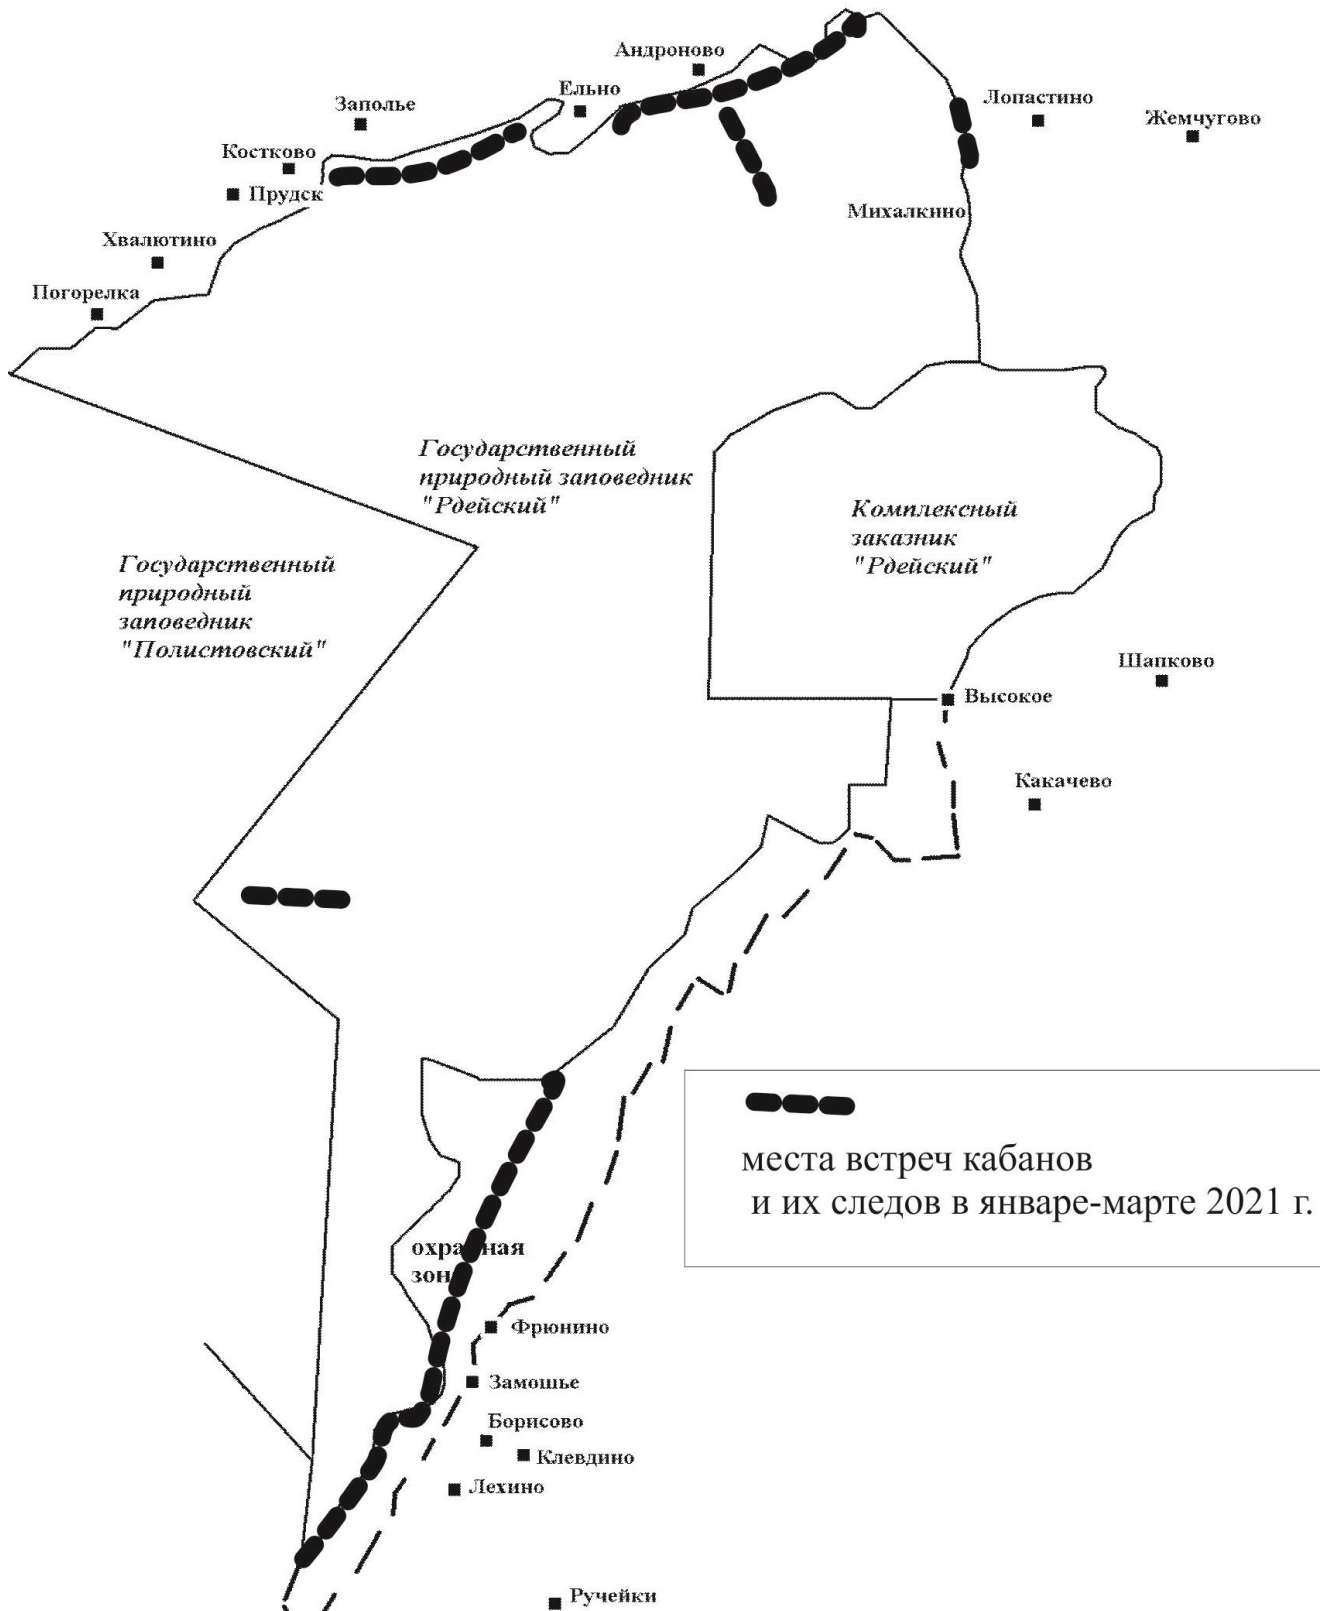 Андроново
Ельно
Заполье
Лопастино
Жемчугово
Костково
Прудск
Михалкино
Хвалютино
Погорелка
Государственный
природный заповедник
"Рдейский"
Комплексный
заказник
"Рдейский"
Государственный
природный
заповедник
"Полистовский"
Шапково
Высокое
Какачево
места встреч кабанов
и их следов в январе-марте 2021 г.
охранная
зона
Фрюнино
Замошье
Борисово
Клевдино
Лехино
Ручейки